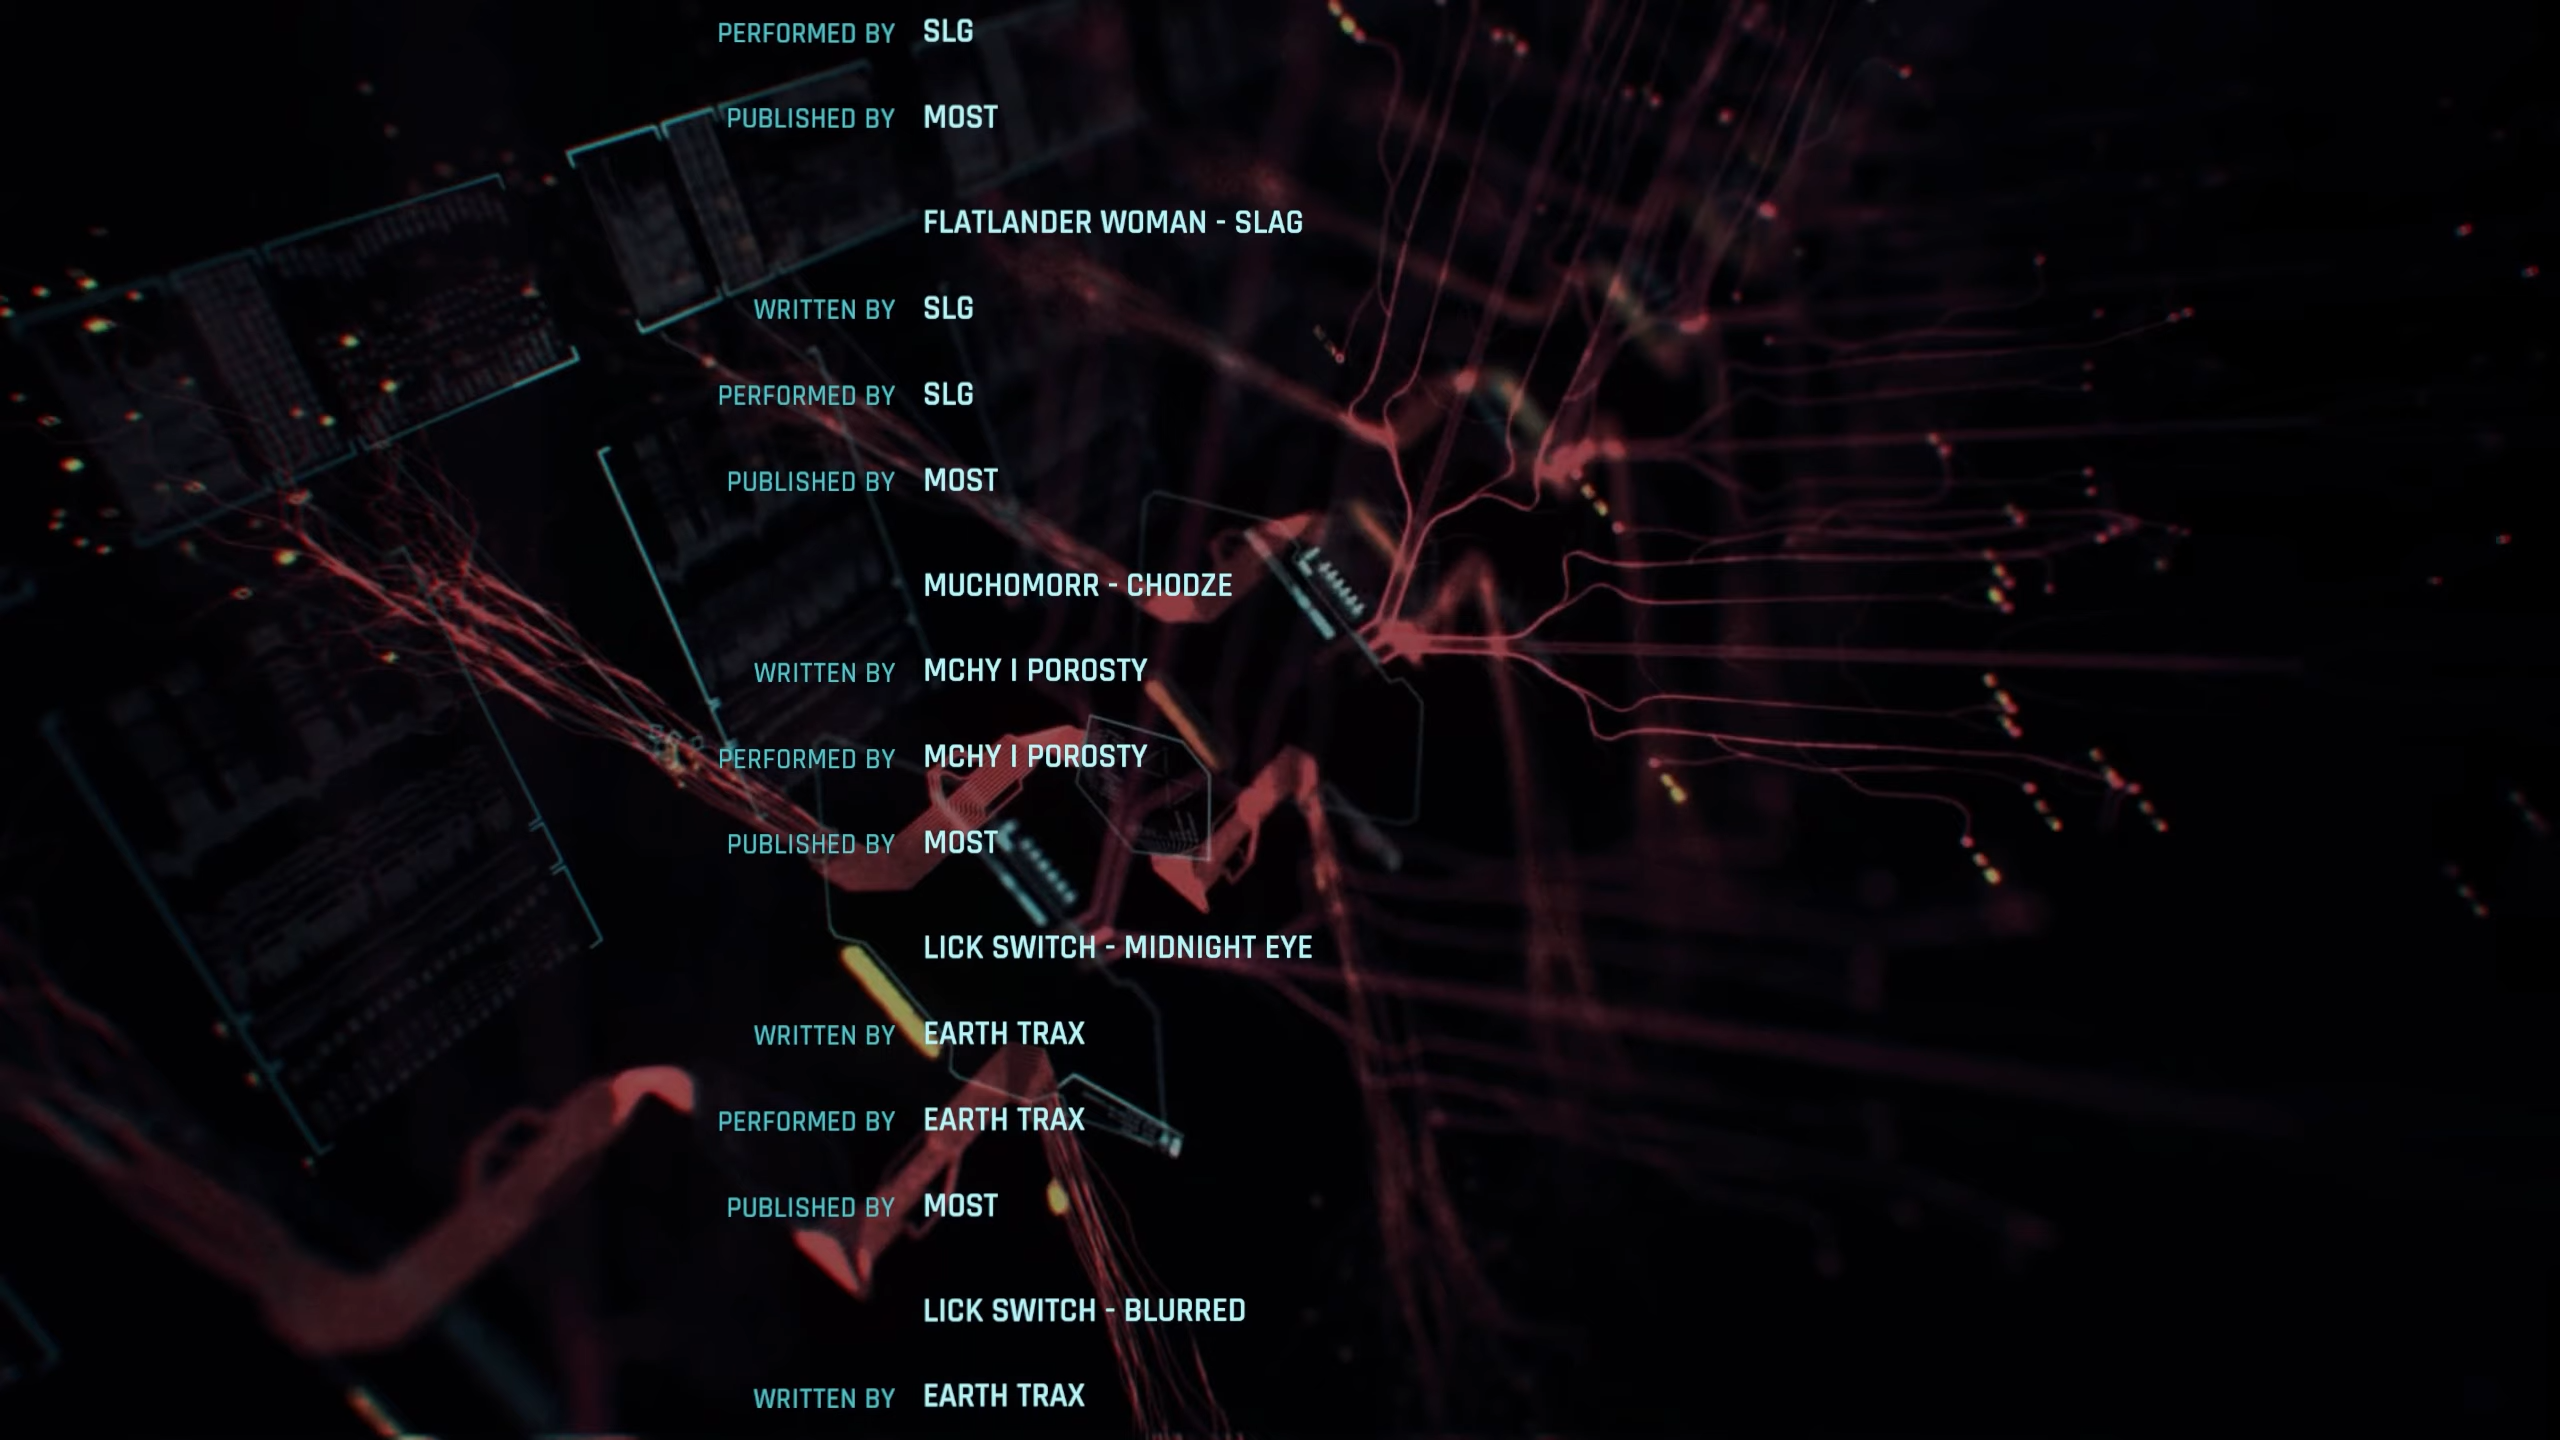 PERFORMED BY SLG
PUBLISHED BY MOST
FLATLANDER WOMAN - SLAG
WRITTEN BY SLG
PERFORMED BY SLG
PUBLISHED BY MOST
MUCHOMORR - CHODZE
WRITTEN BY MCHY I POROSTY
PERFORMED BY MCHY I POROSTY
PUBLISHED BY MOST
LICK SWITCH - MIDNIGHT EYE
WRITTEN BY EARTH TRAX
PERFORMED BY EARTH TRAX
PUBLISHED BY MOST
LICK SWITCH - BLURRED
WRITTEN BY EARTH TRAX